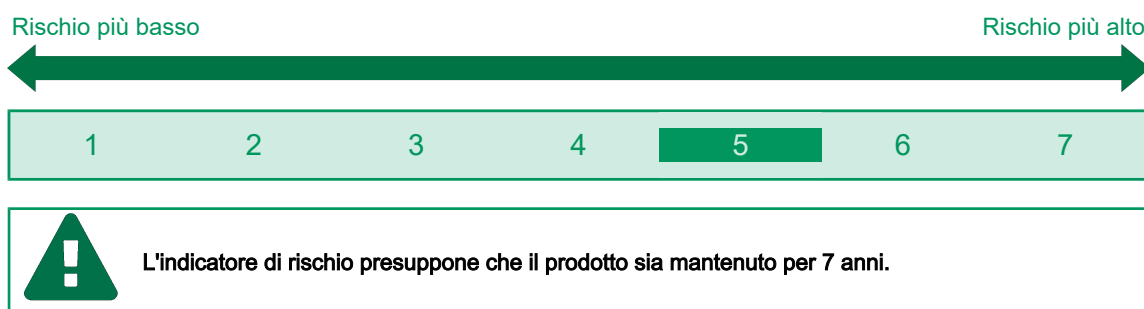 Rischio più basso Rischio più alto
1 2 3 4 5 6 7
L'indicatore di rischio presuppone che il prodotto sia mantenuto per 7 anni.